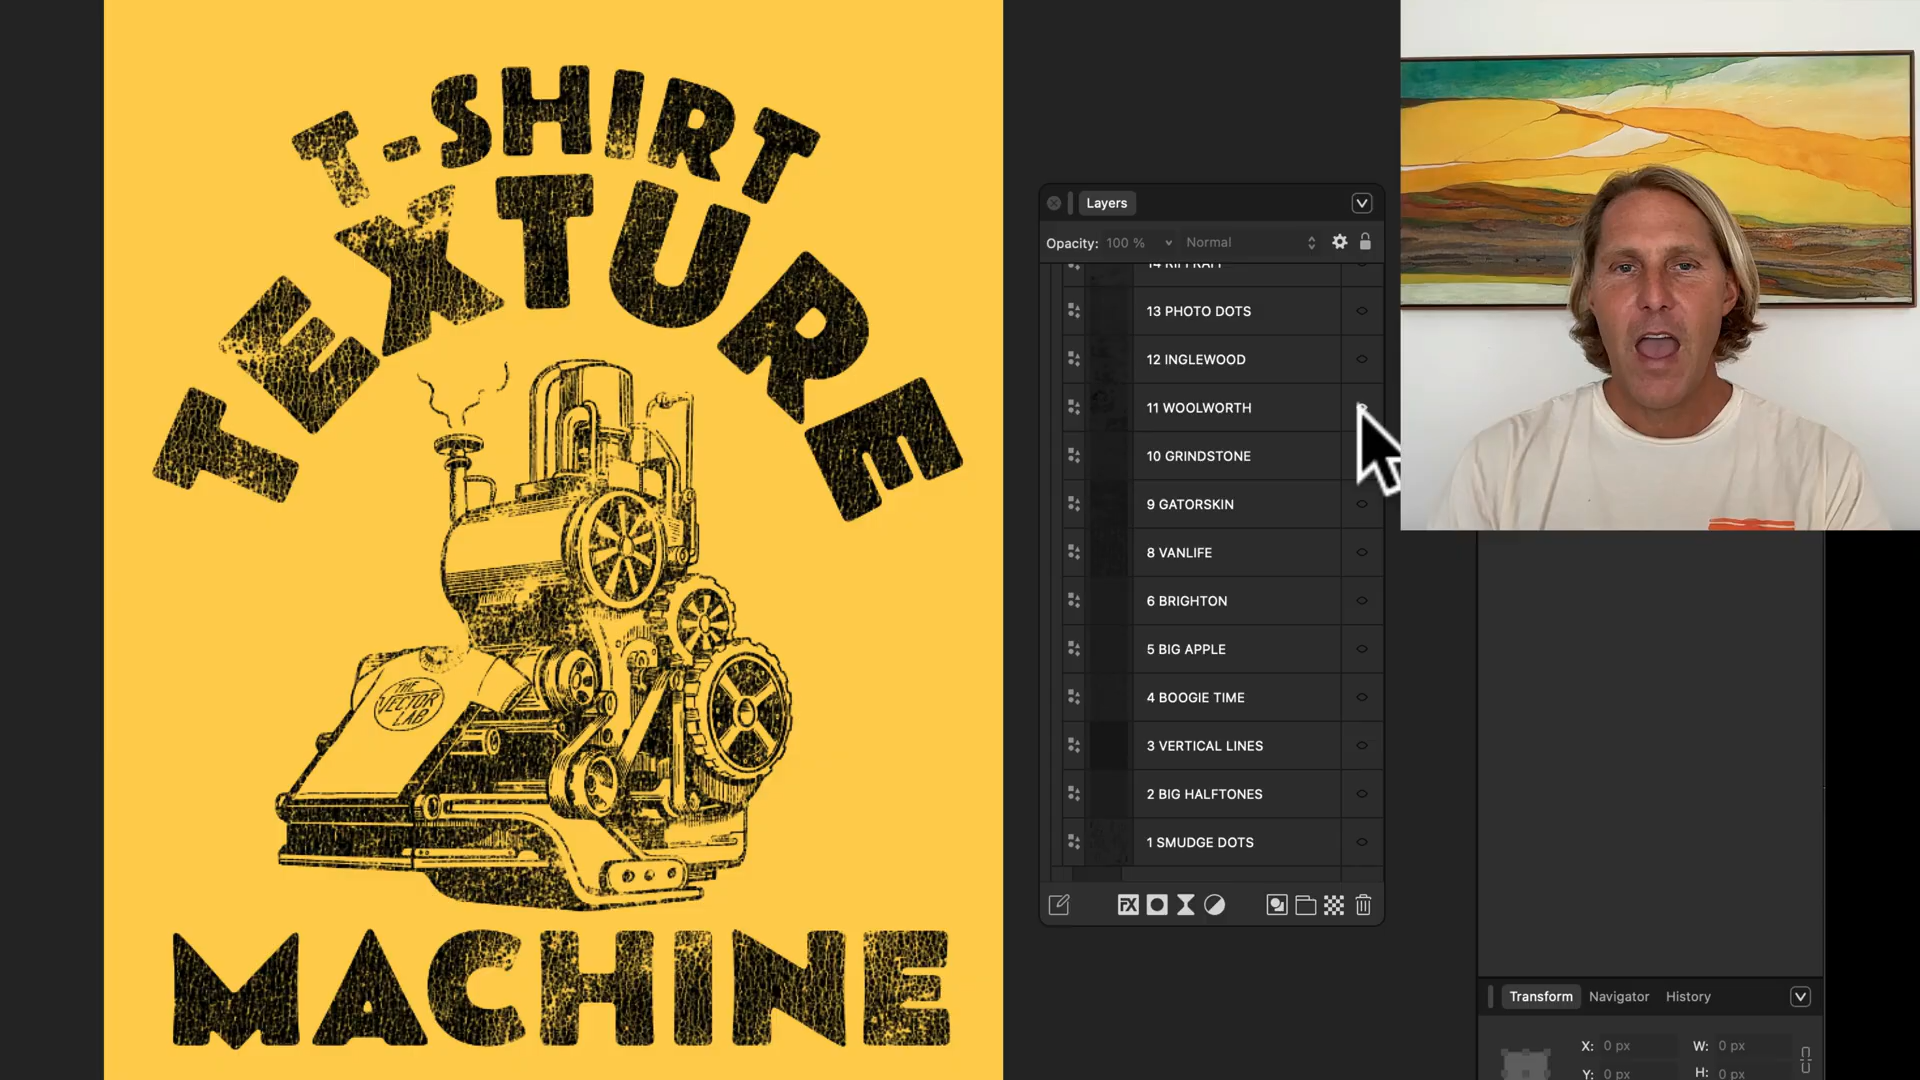 T-SHIRT
TEXTURE
THE
VECTOR
LAB
MACHINE
Layers
Opacity: 100 % Normal
13 PHOTO DOTS
12 INGLEWOOD
11 WOOLWORTH
10 GRINDSTONE
9 GATORSKIN
8 VANLIFE
6 BRIGHTON
5 BIG APPLE
4 BOOGIE TIME
3 VERTICAL LINES
2 BIG HALFTONES
1 SMUDGE DOTS
FX
Transform Navigator History
X: 0 px W: 0 px
Y: 0 px H: 0 px